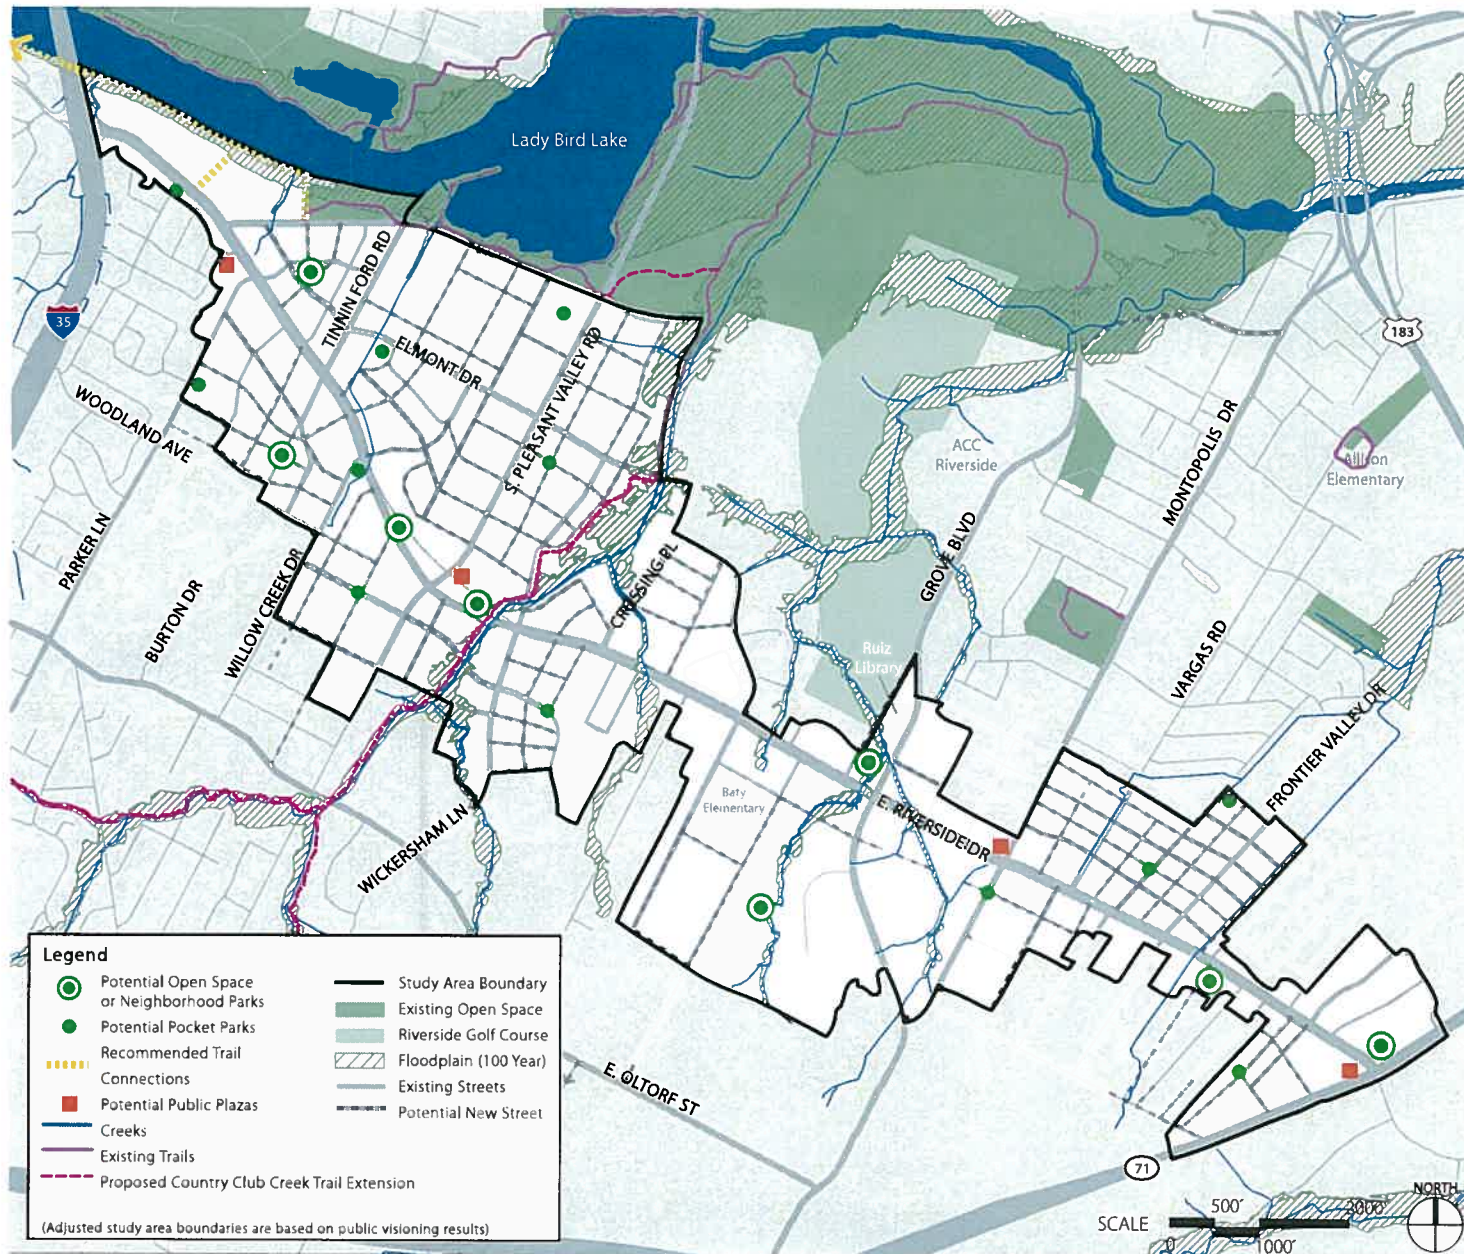 Lady Bird Lake
35
183
TINNIN FORD RD
ELMONT DR
S. PLEASANT VALLEY RD
WOODLAND AVE
PARKER LN
BURTON DR
WILLOW CREEK DR
WICKERSHAM LN
CROSSING PL
ACC
Riverside
GROVE BLVD
MONTOPOLIS DR
Allison
Elementary
VARGAS RD
FRONTIER VALLEY DR
Ruiz
Library
Baty
Elementary
E. RIVERSIDE DR
E. OLTORF ST
71
Legend
Potential Open Space
or Neighborhood Parks
Potential Pocket Parks
Recommended Trail
Connections
Potential Public Plazas
Creeks
Existing Trails
Proposed Country Club Creek Trail Extension
Study Area Boundary
Existing Open Space
Riverside Golf Course
Floodplain (100 Year)
Existing Streets
Potential New Street
(Adjusted study area boundaries are based on public visioning results)
SCALE
0
500'
1000'
2000'
NORTH